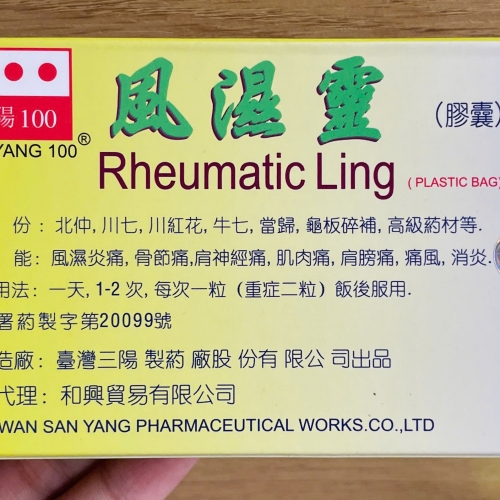 陽 100
YANG 100®
風濕靈
(膠囊)
Rheumatic Ling
( PLASTIC BAG)
份 : 北仲, 川七, 川紅花, 牛七, 當歸, 龜板碎補, 高級葯材等.
能: 風濕炎痛, 骨節痛,肩神經痛, 肌肉痛, 肩膀痛, 痛風, 消炎.
用法: 一天, 1-2 次, 每次一粒 (重症二粒) 飯後服用.
署葯製字第20099號
造廠: 臺灣三陽 製葯 廠股 份有 限公 司出品
代理: 和興貿易有限公司
WAN SAN YANG PHARMACEUTICAL WORKS.CO.,LTD